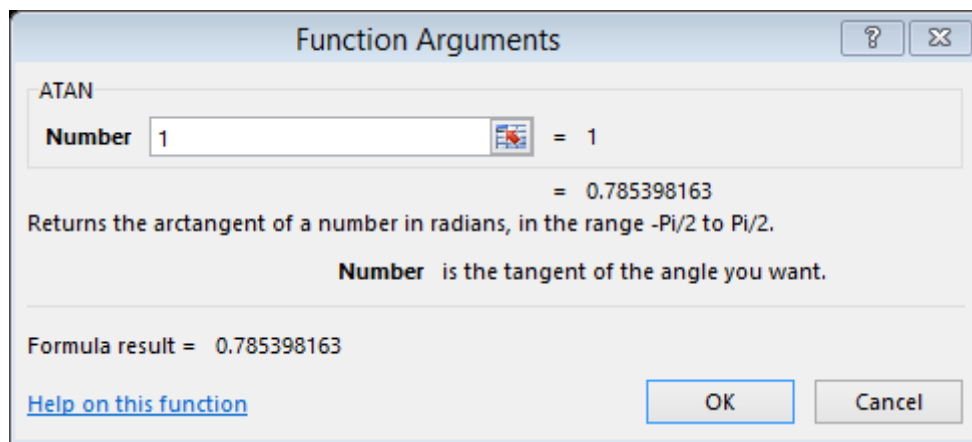 Function Arguments
ATAN
Number 1 = 1
= 0.785398163
Returns the arctangent of a number in radians, in the range -Pi/2 to Pi/2.
Number is the tangent of the angle you want.
Formula result = 0.785398163
Help on this function OK Cancel